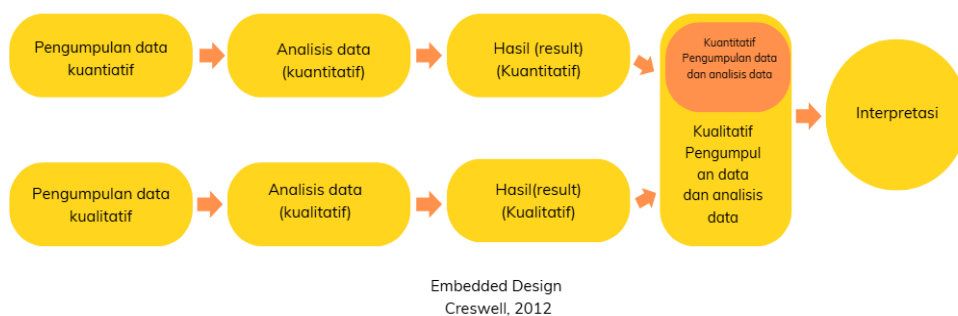 Pengumpulan data
kuantiatif
Analisis data
(kuantitatif)
Hasil (result)
(Kuantitatif)
Kuantitatif
Pengumpulan data
dan analisis data
Kualitatif
Pengumpul
an data
dan analisis
data
Interpretasi
Pengumpulan data
kualitatif
Analisis data
(kualitatif)
Hasil(result)
(Kualitatif)
Embedded Design
Creswell, 2012